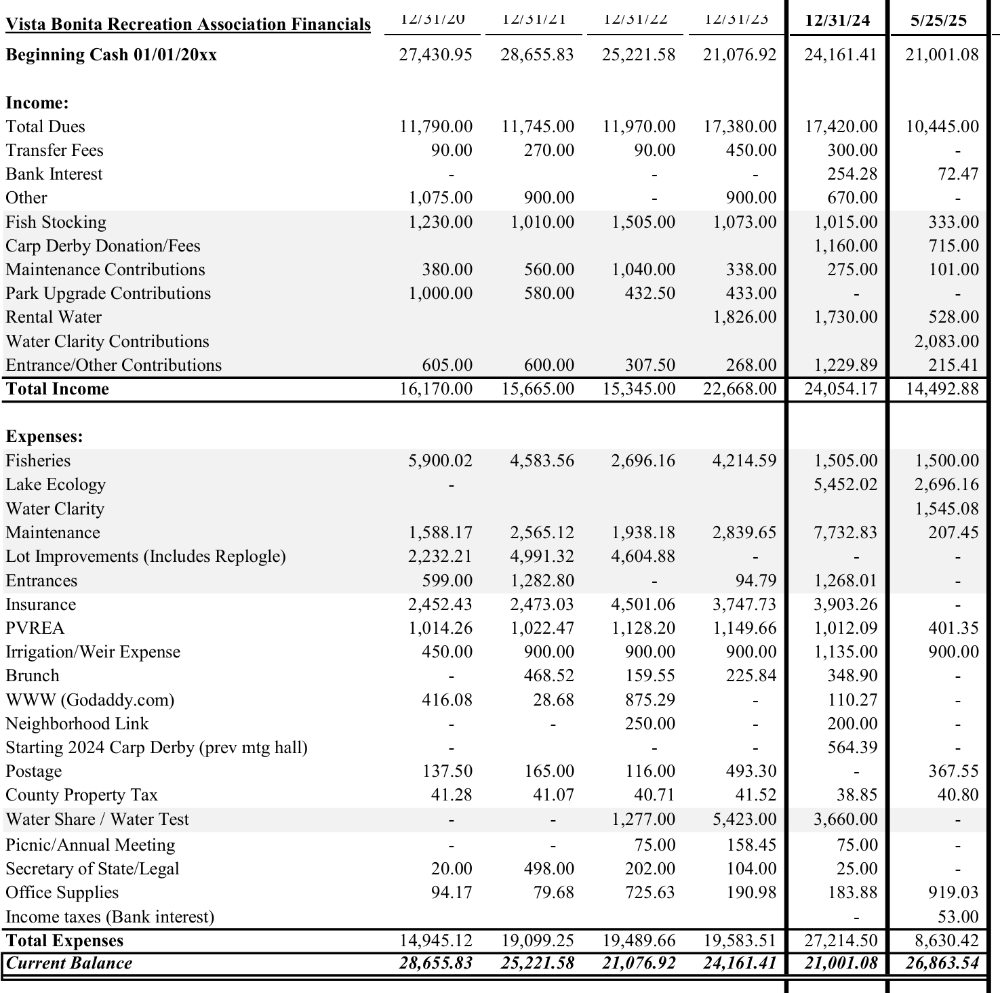 Vista Bonita Recreation Association Financials 12/31/20 12/31/21 12/31/22 12/31/23 12/31/24 5/25/25
Beginning Cash 01/01/20xx 27,430.95 28,655.83 25,221.58 21,076.92 24,161.41 21,001.08
Income:
Total Dues 11,790.00 11,745.00 11,970.00 17,380.00 17,420.00 10,445.00
Transfer Fees 90.00 270.00 90.00 450.00 300.00 -
Bank Interest - - - 254.28 72.47
Other 1,075.00 900.00 - 900.00 670.00 -
Fish Stocking 1,230.00 1,010.00 1,505.00 1,073.00 1,015.00 333.00
Carp Derby Donation/Fees 1,160.00 715.00
Maintenance Contributions 380.00 560.00 1,040.00 338.00 275.00 101.00
Park Upgrade Contributions 1,000.00 580.00 432.50 433.00 - -
Rental Water 1,826.00 1,730.00 528.00
Water Clarity Contributions 2,083.00
Entrance/Other Contributions 605.00 600.00 307.50 268.00 1,229.89 215.41
Total Income 16,170.00 15,665.00 15,345.00 22,668.00 24,054.17 14,492.88
Expenses:
Fisheries 5,900.02 4,583.56 2,696.16 4,214.59 1,505.00 1,500.00
Lake Ecology - 5,452.02 2,696.16
Water Clarity 1,545.08
Maintenance 1,588.17 2,565.12 1,938.18 2,839.65 7,732.83 207.45
Lot Improvements (Includes Replogle) 2,232.21 4,991.32 4,604.88 - - -
Entrances 599.00 1,282.80 - 94.79 1,268.01 -
Insurance 2,452.43 2,473.03 4,501.06 3,747.73 3,903.26 -
PVREA 1,014.26 1,022.47 1,128.20 1,149.66 1,012.09 401.35
Irrigation/Weir Expense 450.00 900.00 900.00 900.00 1,135.00 900.00
Brunch - 468.52 159.55 225.84 348.90 -
WWW (Godaddy.com) 416.08 28.68 875.29 - 110.27 -
Neighborhood Link - - 250.00 - 200.00 -
Starting 2024 Carp Derby (prev mtg hall) - - - 564.39 -
Postage 137.50 165.00 116.00 493.30 - 367.55
County Property Tax 41.28 41.07 40.71 41.52 38.85 40.80
Water Share / Water Test - - 1,277.00 5,423.00 3,660.00 -
Picnic/Annual Meeting - - 75.00 158.45 75.00 -
Secretary of State/Legal 20.00 498.00 202.00 104.00 25.00 -
Office Supplies 94.17 79.68 725.63 190.98 183.88 919.03
Income taxes (Bank interest) - 53.00
Total Expenses 14,945.12 19,099.25 19,489.66 19,583.51 27,214.50 8,630.42
Current Balance 28,655.83 25,221.58 21,076.92 24,161.41 21,001.08 26,863.54